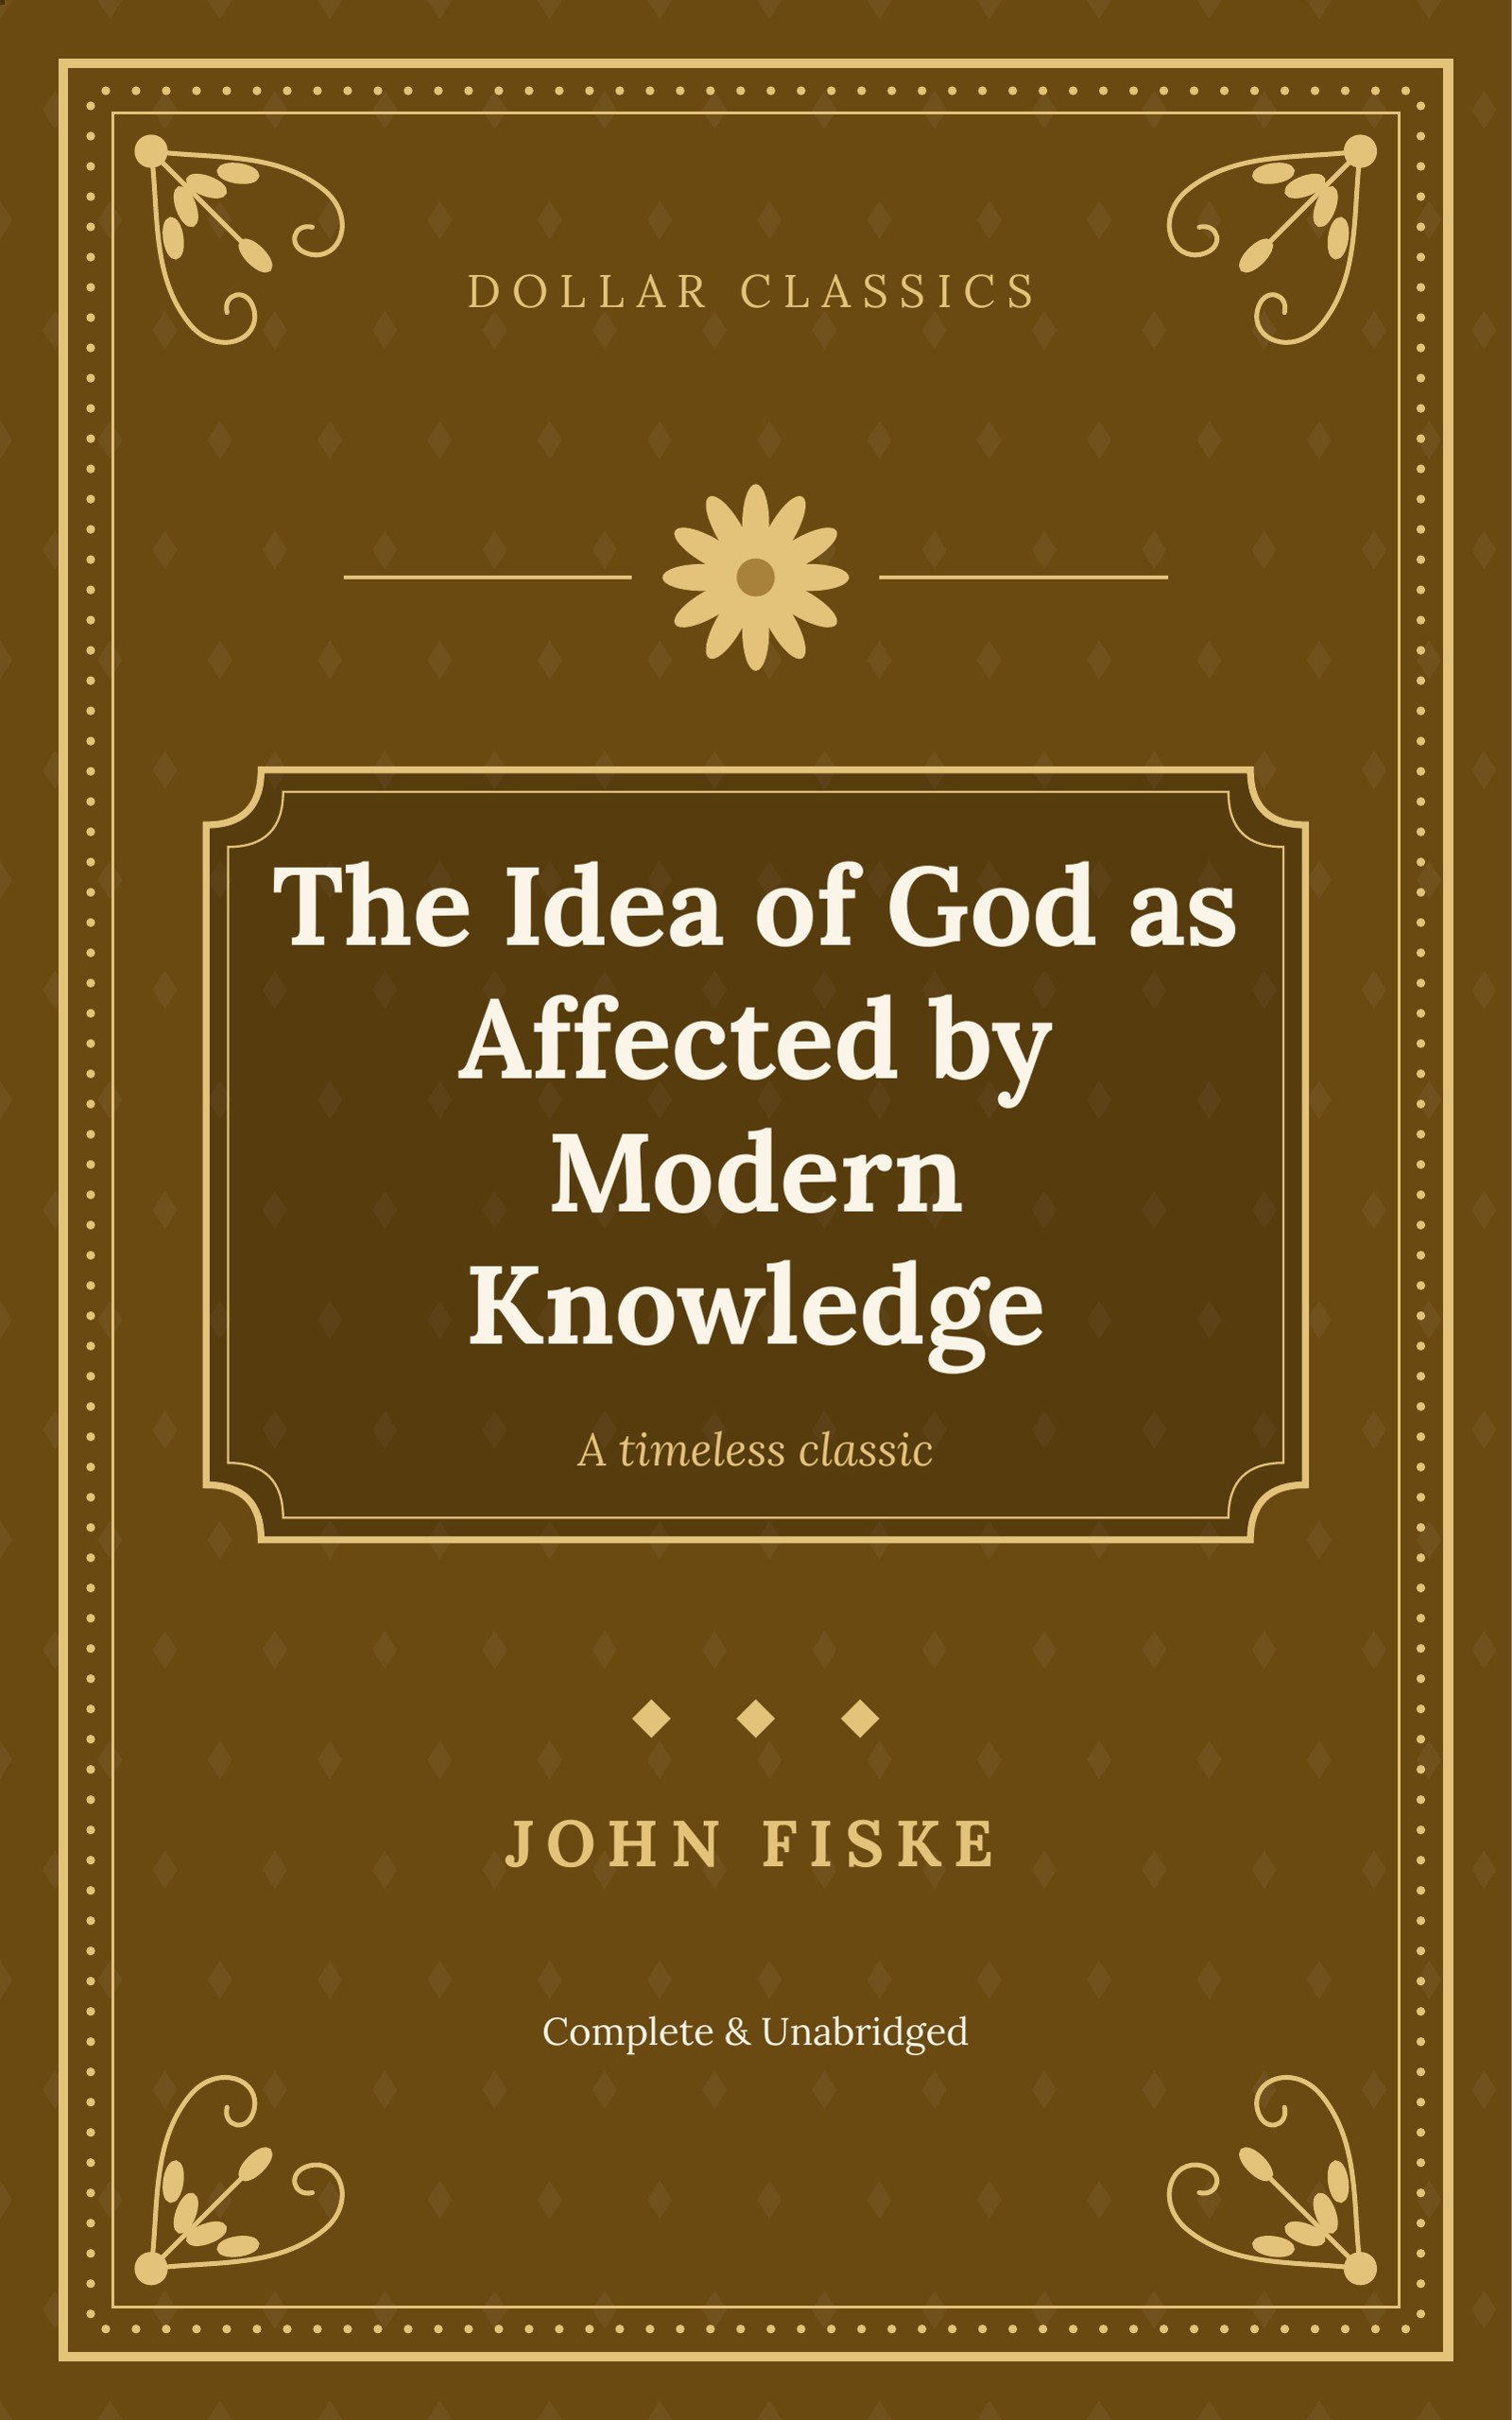 DOLLAR CLASSICS
The Idea of God as
Affected by
Modern
Knowledge
A timeless classic
JOHN FISKE
Complete & Unabridged